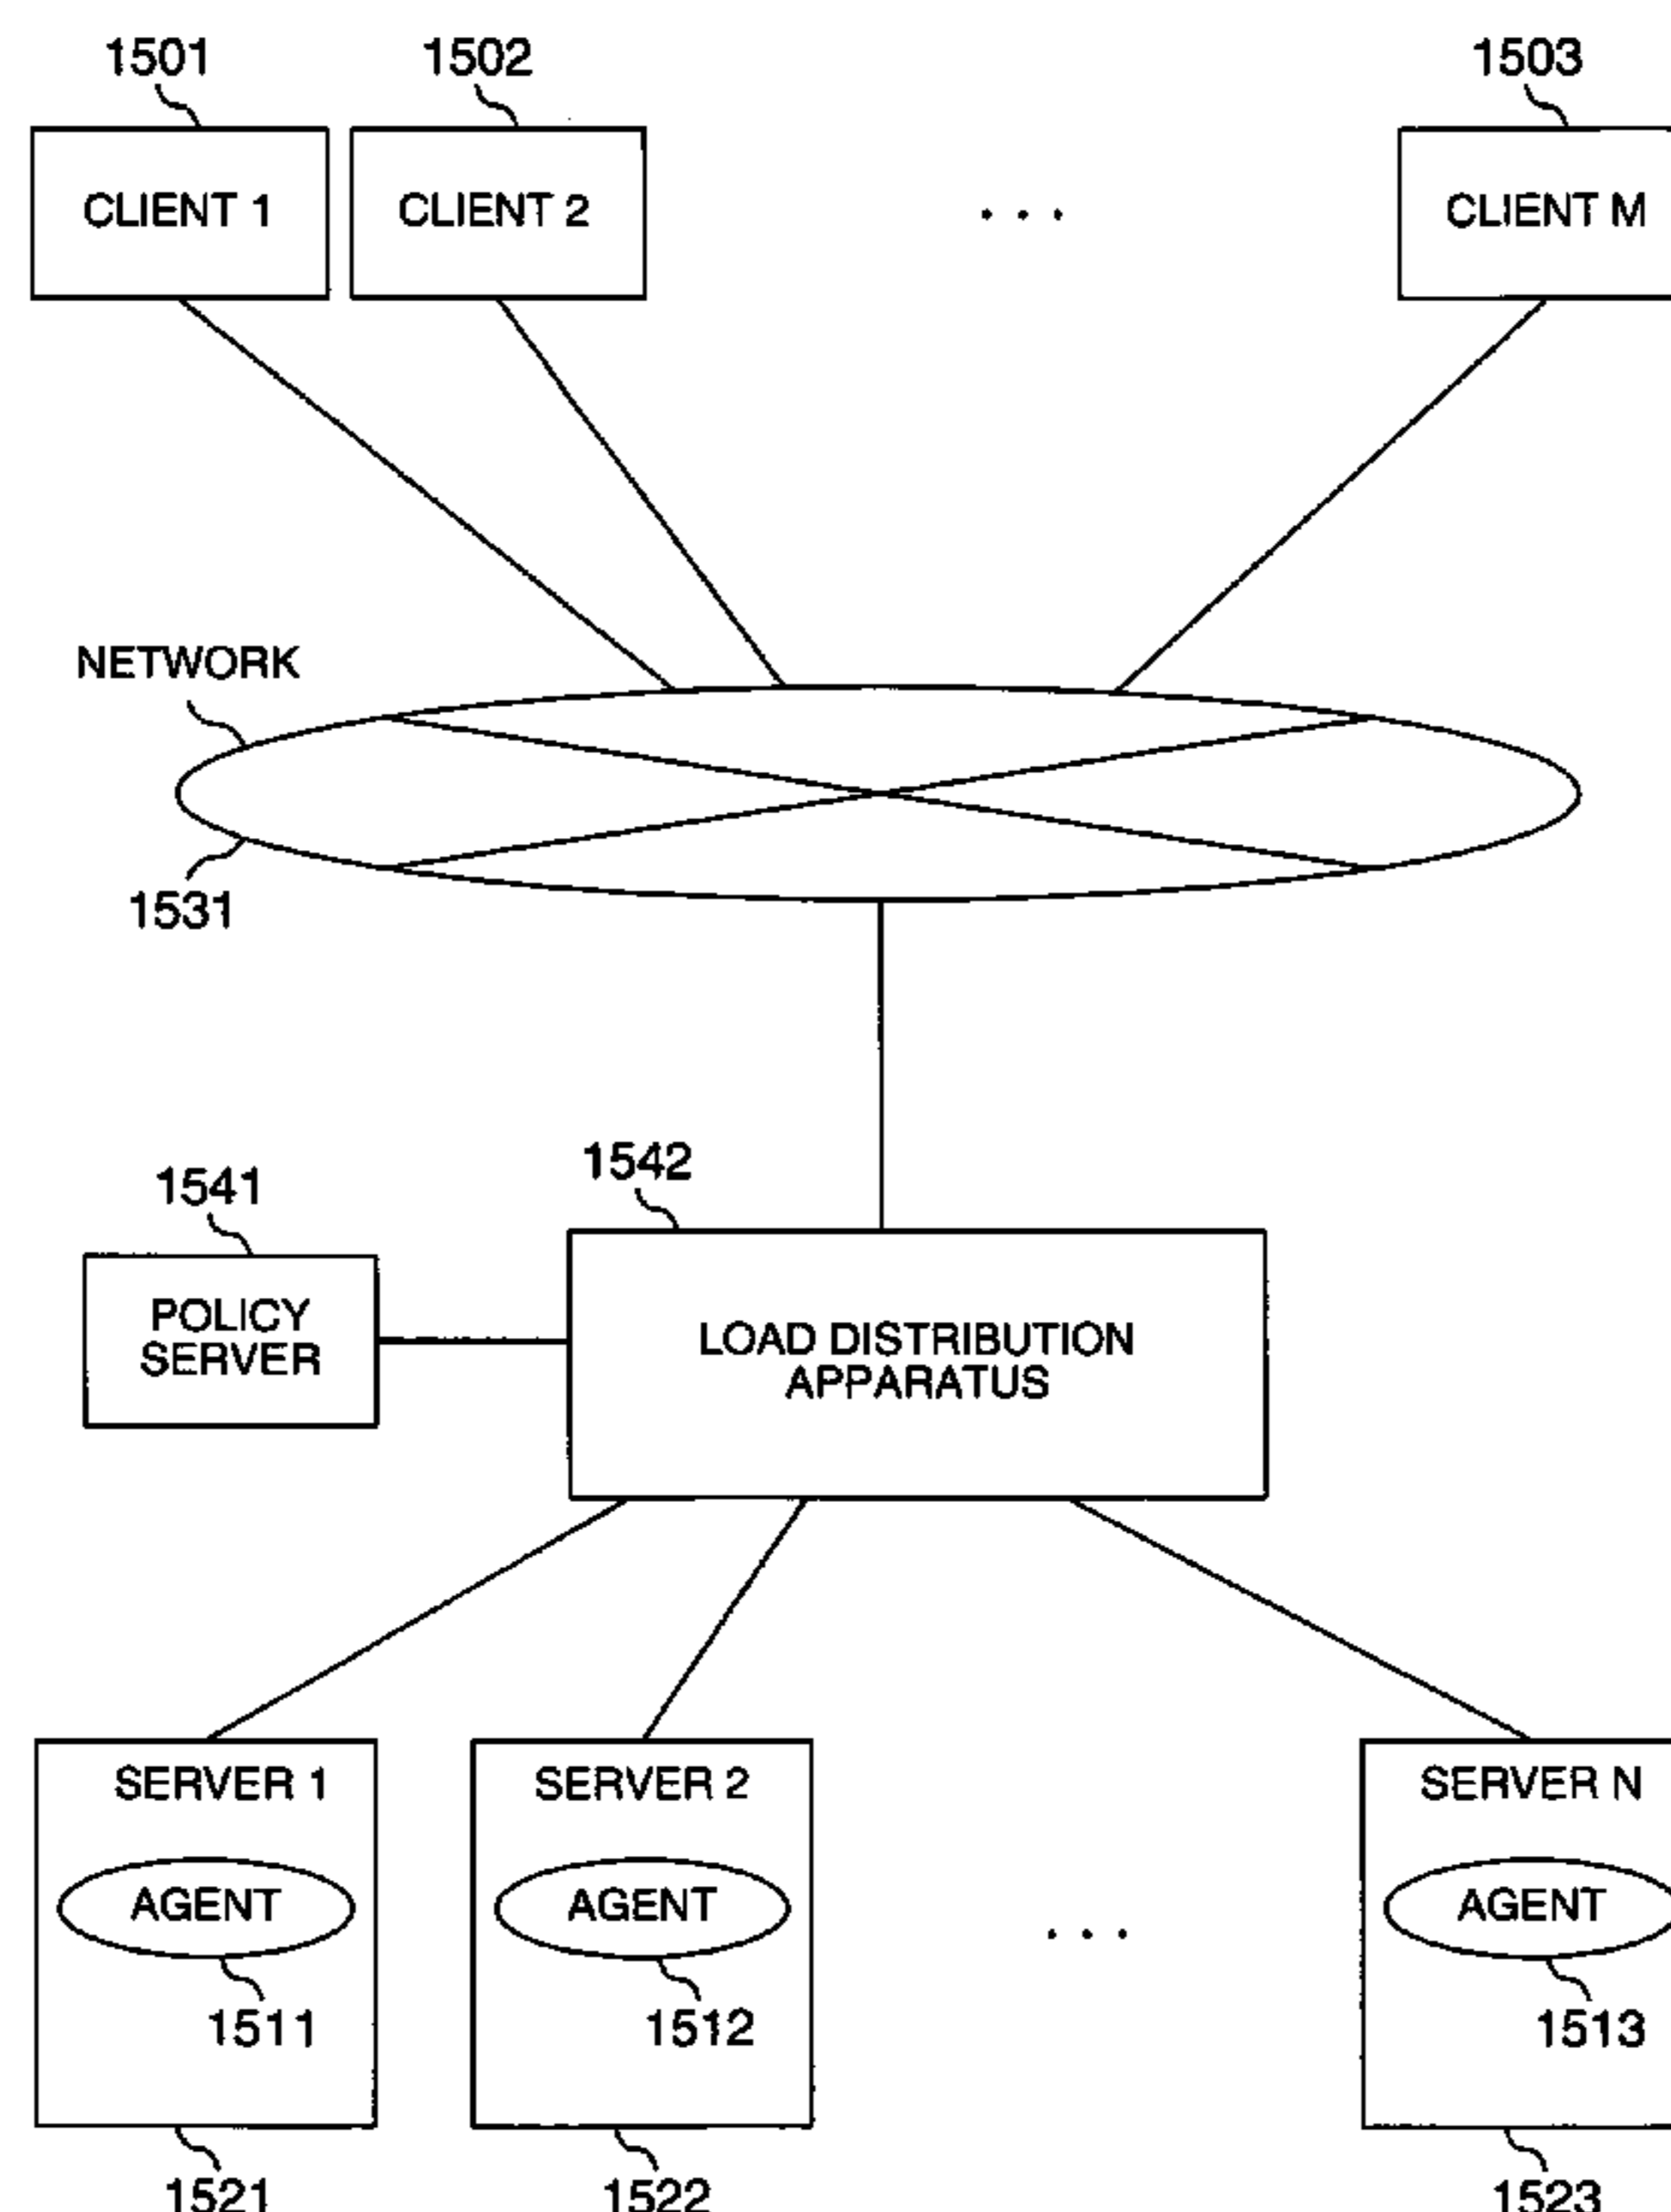 1501
1502
1503
CLIENT 1
CLIENT 2
. . .
CLIENT M
NETWORK
1531
1541
1542
POLICY
SERVER
LOAD DISTRIBUTION
APPARATUS
SERVER 1
SERVER 2
SERVER N
AGENT
AGENT
. . .
AGENT
1511
1512
1513
1521
1522
1523